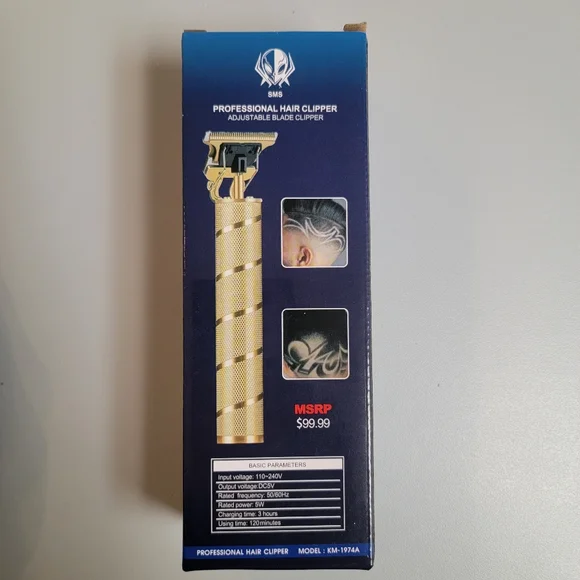 SMS
PROFESSIONAL HAIR CLIPPER
ADJUSTABLE BLADE CLIPPER
MSRP
$99.99
BASIC PARAMETERS
Input voltage: 110~240V
Output voltage:DC5V
Rated frequency: 50/60Hz
Rated power: 5W
Charging time: 3 hours
Using time: 120minutes
PROFESSIONAL HAIR CLIPPER MODEL : KM-1974A